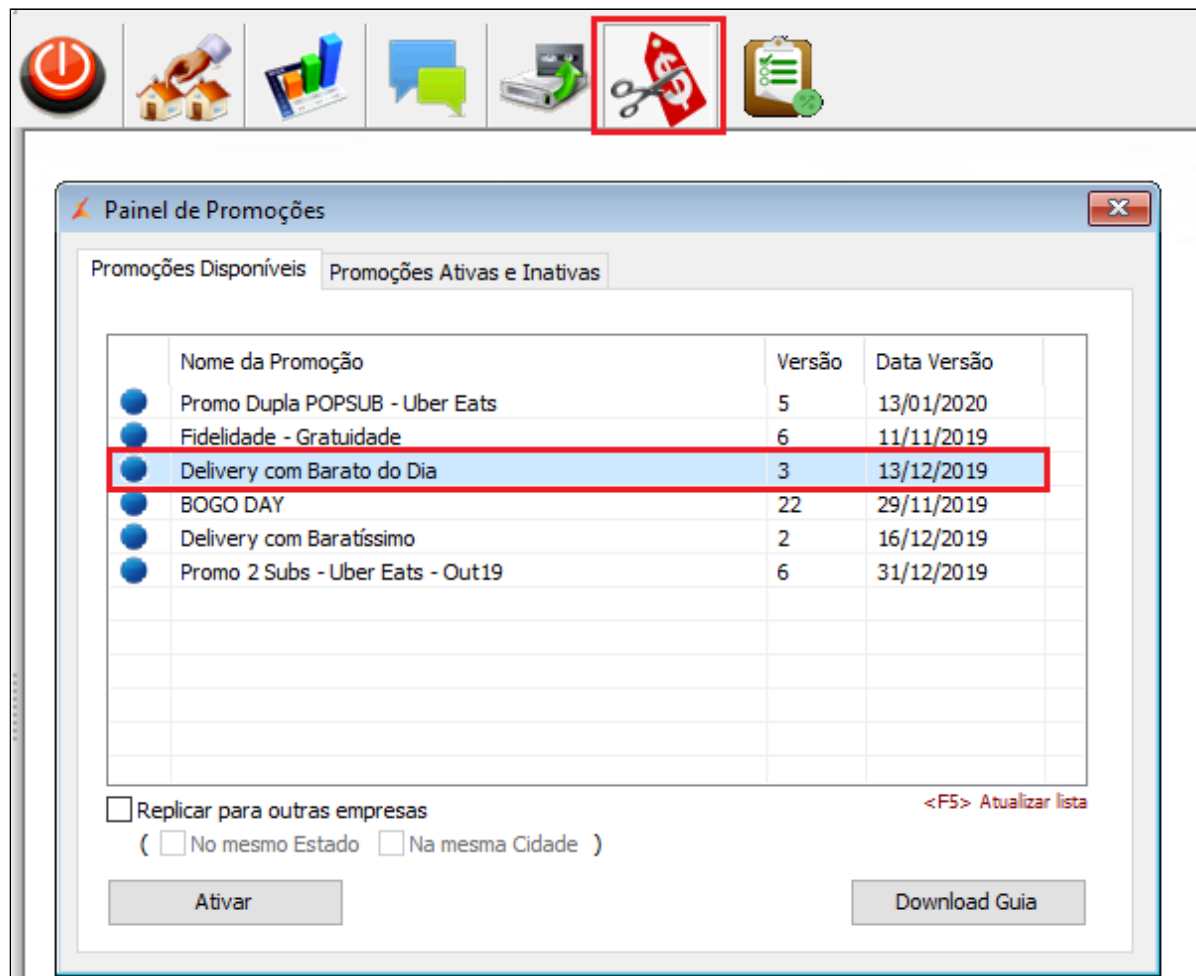 Painel de Promoções
Promoções Disponíveis Promoções Ativas e Inativas
Nome da Promoção Versão Data Versão
Promo Dupla POPSUB - Uber Eats 5 13/01/2020
Fidelidade - Gratuidade 6 11/11/2019
Delivery com Barato do Dia 3 13/12/2019
BOGO DAY 22 29/11/2019
Delivery com Baratíssimo 2 16/12/2019
Promo 2 Subs - Uber Eats - Out19 6 31/12/2019
Replicar para outras empresas <F5> Atualizar lista
( No mesmo Estado Na mesma Cidade )
Ativar Download Guia